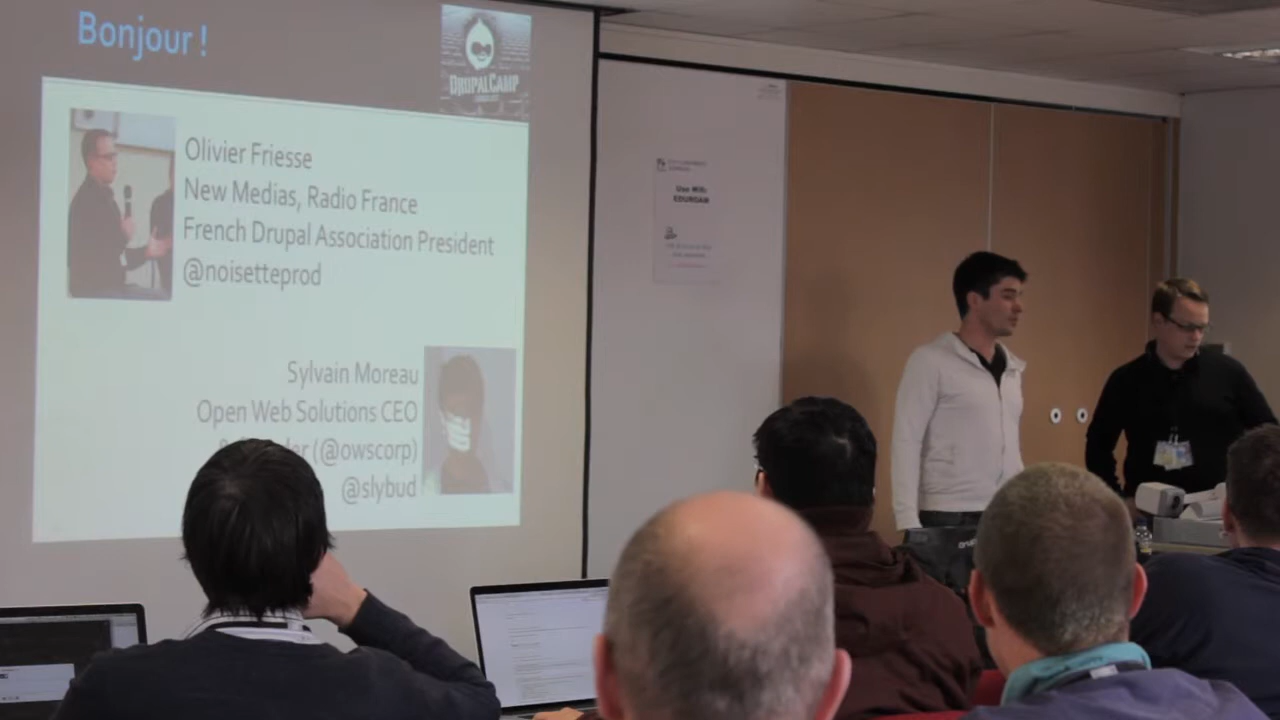 Bonjour !
DRUPALCAMP
Olivier Friesse
New Medias, Radio France
French Drupal Association President
@noisetteprod
Sylvain Moreau
Open Web Solutions CEO
(@owscorp)
@slybud
Use Wifi:
EDUROAM